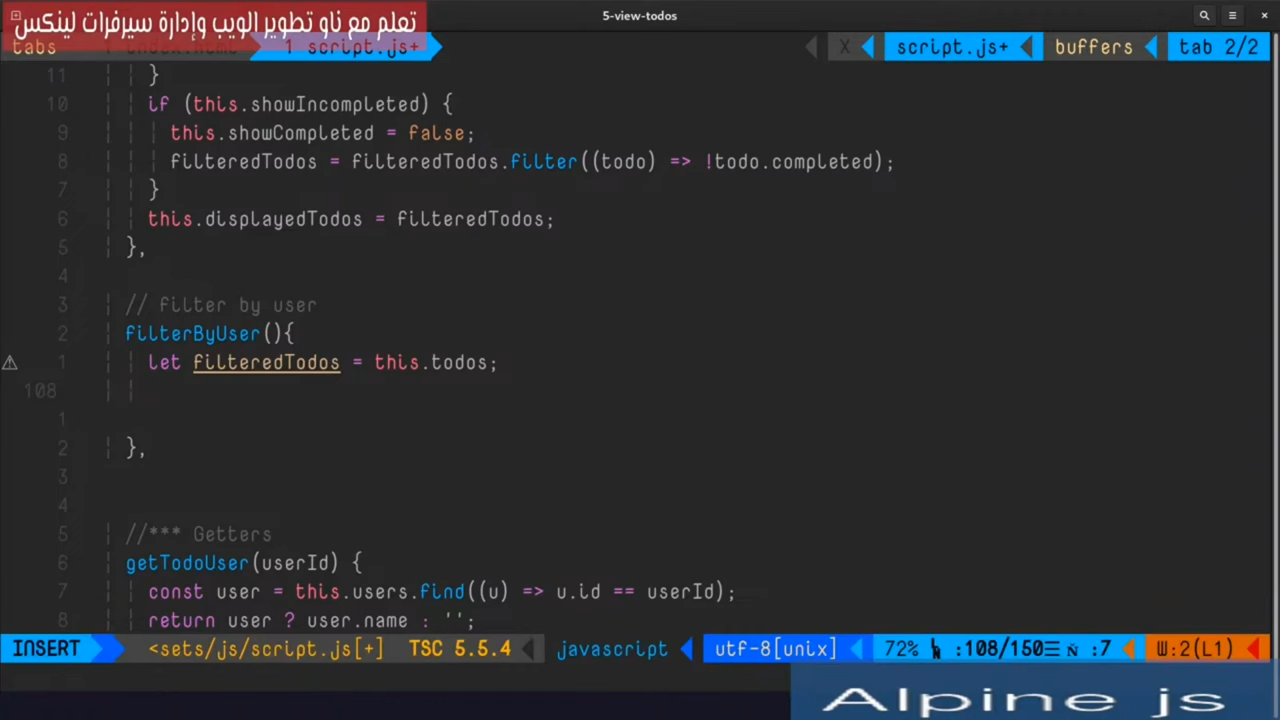 5-view-todos
تعلم مع ناو تطوير الويب وإدارة سيرفرات لينكس
tabs index.html 1 script.js+ X script.js+ buffers tab 2/2
11 }
10 if (this.showIncompleted) {
9 this.showCompleted = false;
8 filteredTodos = filteredTodos.filter((todo) => !todo.completed);
7 }
6 this.displayedTodos = filteredTodos;
5 },
4
3 // filter by user
2 filterByUser(){
1 let filteredTodos = this.todos;
108
1
2 },
3
4
5 //*** Getters
6 getTodoUser(userId) {
7 const user = this.users.find((u) => u.id == userId);
8 return user ? user.name : '';
INSERT <sets/js/script.js[+] TSC 5.5.4 javascript utf-8[unix] 72% :108/150 :7 W:2(L1)
Alpine js